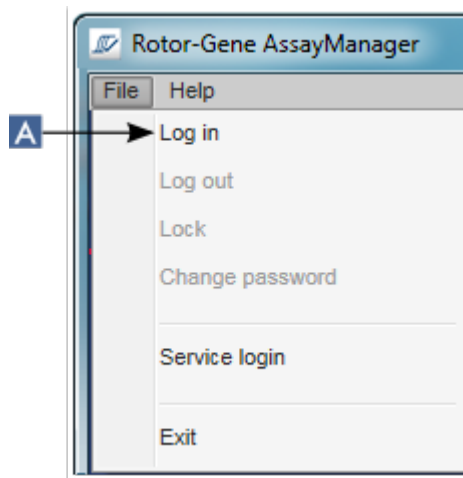 Rotor-Gene AssayManager
File Help
A
Log in
Log out
Lock
Change password
Service login
Exit